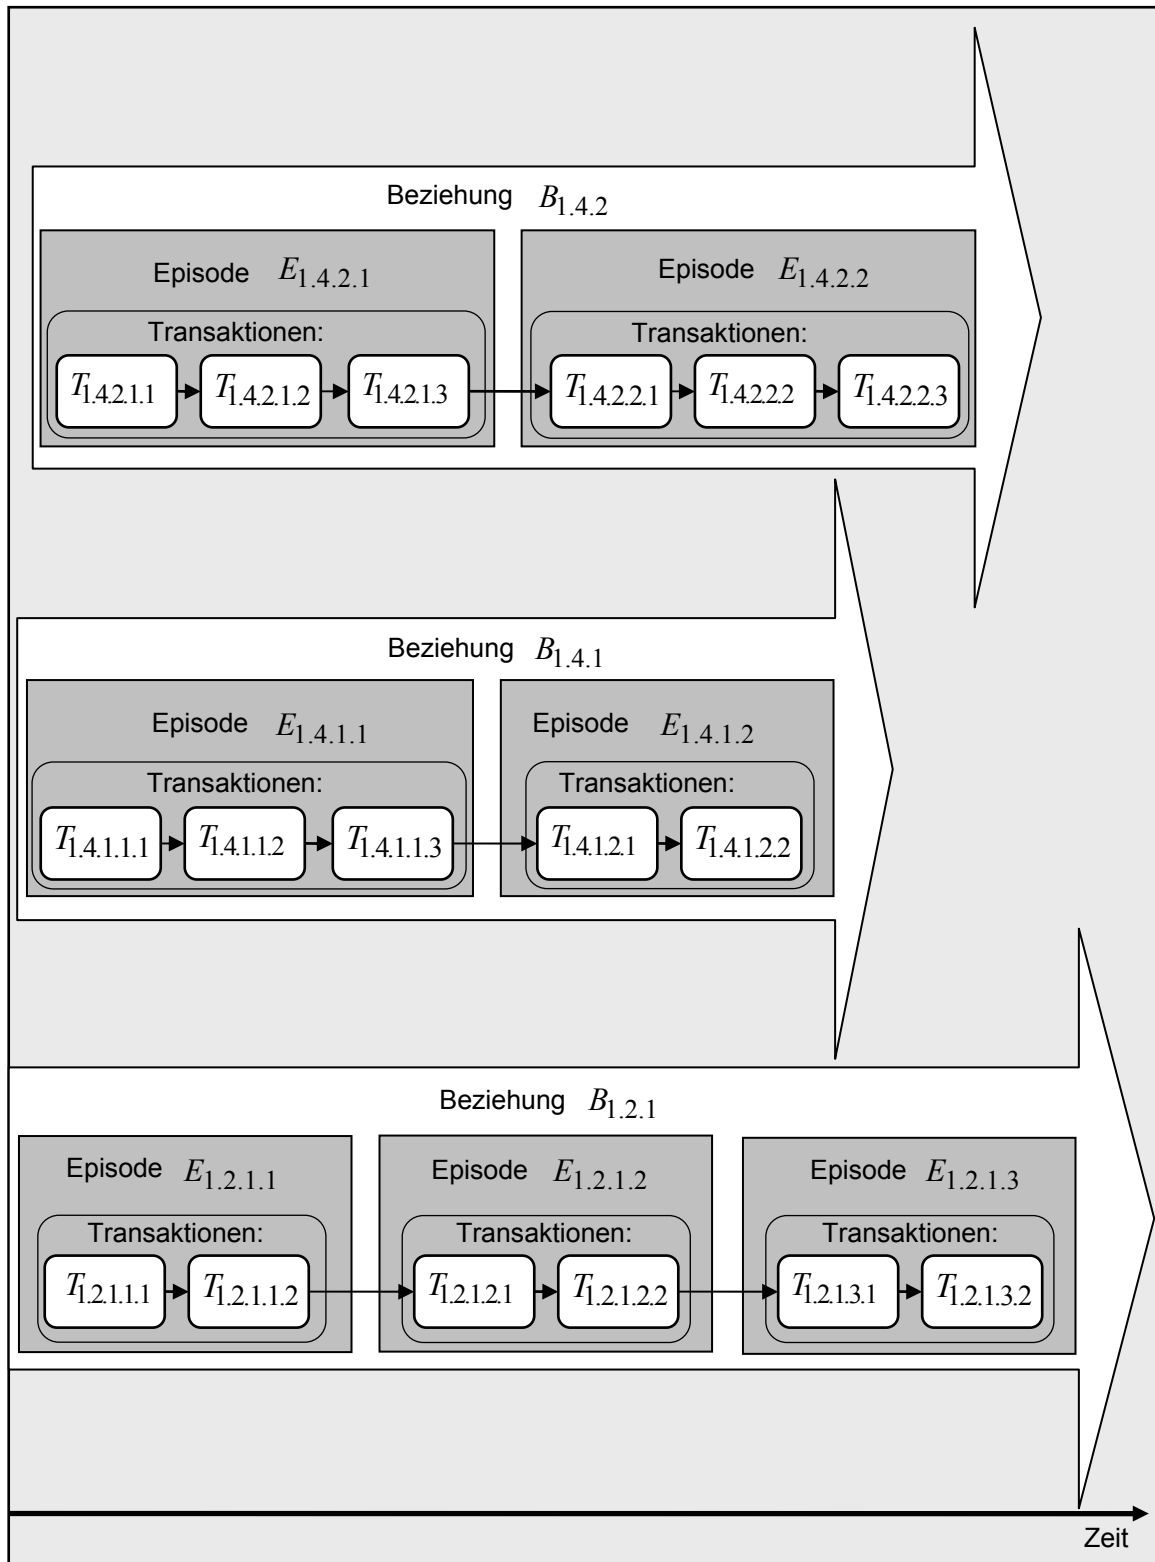 Beziehung B1.4.2
Episode E1.4.2.1 Episode E1.4.2.2
Transaktionen: Transaktionen:
T1.4.2.1.1 T1.4.2.1.2 T1.4.2.1.3 T1.4.2.2.1 T1.4.2.2.2 T1.4.2.2.3
Beziehung B1.4.1
Episode E1.4.1.1 Episode E1.4.1.2
Transaktionen: Transaktionen:
T1.4.1.1.1 T1.4.1.1.2 T1.4.1.1.3 T1.4.1.2.1 T1.4.1.2.2
Beziehung B1.2.1
Episode E1.2.1.1 Episode E1.2.1.2 Episode E1.2.1.3
Transaktionen: Transaktionen: Transaktionen:
T1.2.1.1.1 T1.2.1.1.2 T1.2.1.2.1 T1.2.1.2.2 T1.2.1.3.1 T1.2.1.3.2
Zeit